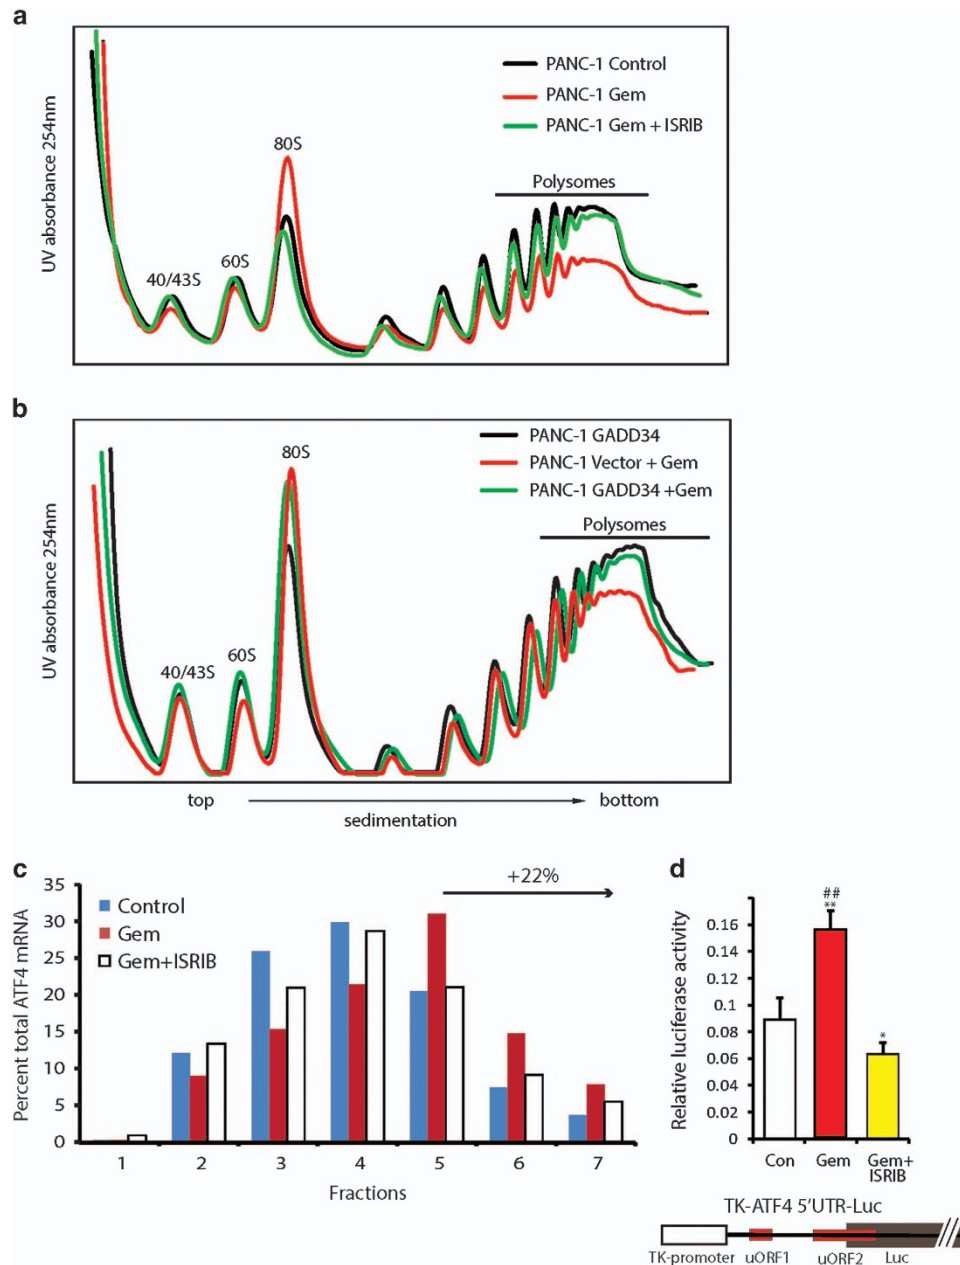 a
UV absorbance 254nm
PANC-1 Control
PANC-1 Gem
PANC-1 Gem + ISRIB
80S
Polysomes
60S
40/43S
b
UV absorbance 254nm
PANC-1 GADD34
PANC-1 Vector + Gem
PANC-1 GADD34 +Gem
80S
Polysomes
60S
40/43S
top
bottom
sedimentation
c
Percent total ATF4 mRNA
35
30
25
20
15
10
5
0
Control
Gem
Gem+ISRIB
+22%
1 2 3 4 5 6 7
Fractions
d
Relative luciferase activity
0.16
0.14
0.12
0.1
0.08
0.06
0.04
0.02
0
##
**
*
Con Gem Gem+
ISRIB
TK-ATF4 5'UTR-Luc
TK-promoter uORF1 uORF2 Luc